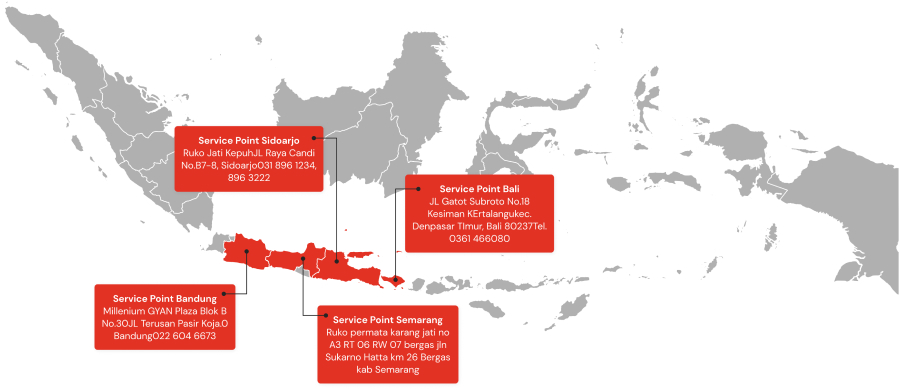 Service Point Sidoarjo
Ruko Jati KepuhJL Raya Candi
No.B7-8, Sidoarjo031 896 1234,
896 3222
Service Point Bali
JL Gatot Subroto No.18
Kesiman KErtalangukec.
Denpasar TImur, Bali 80237Tel.
0361 466080
Service Point Bandung
Millenium GYAN Plaza Blok B
No.30JL Terusan Pasir Koja.0
Bandung022 604 6673
Service Point Semarang
Ruko permata karang jati no
A3 RT 06 RW 07 bergas jln
Sukarno Hatta km 26 Bergas
kab Semarang